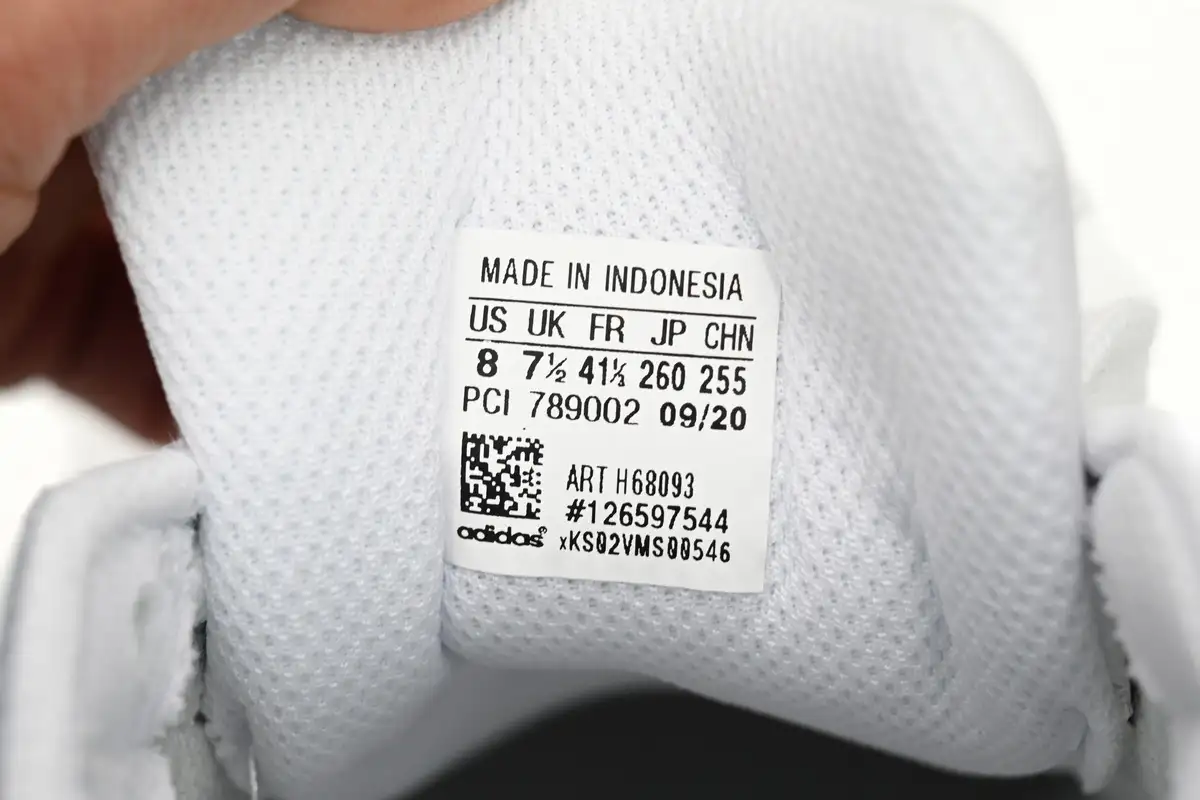 MADE IN INDONESIA
US UK FR JP CHN
8 7½ 41⅓ 260 255
PCI 789002 09/20
ART H68093
#126597544
adidas® xKS02VMS00546